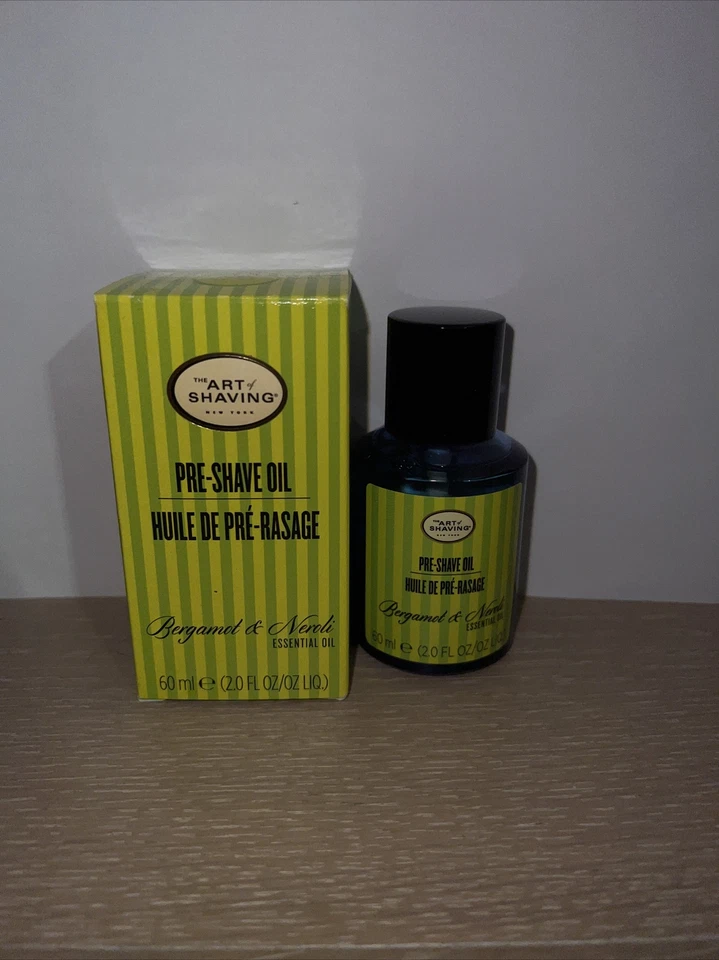 THE ART of
SHAVING®
NEW YORK
PRE-SHAVE OIL
HUILE DE PRÉ-RASAGE
Bergamot & Neroli
ESSENTIAL OIL
60 ml ℮ (2.0 FL OZ/OZ LIQ.)
THE ART of
SHAVING®
NEW YORK
PRE-SHAVE OIL
HUILE DE PRÉ-RASAGE
Bergamot & Neroli
ESSENTIAL OIL
60 ml ℮ (2.0 FL OZ/OZ LIQ